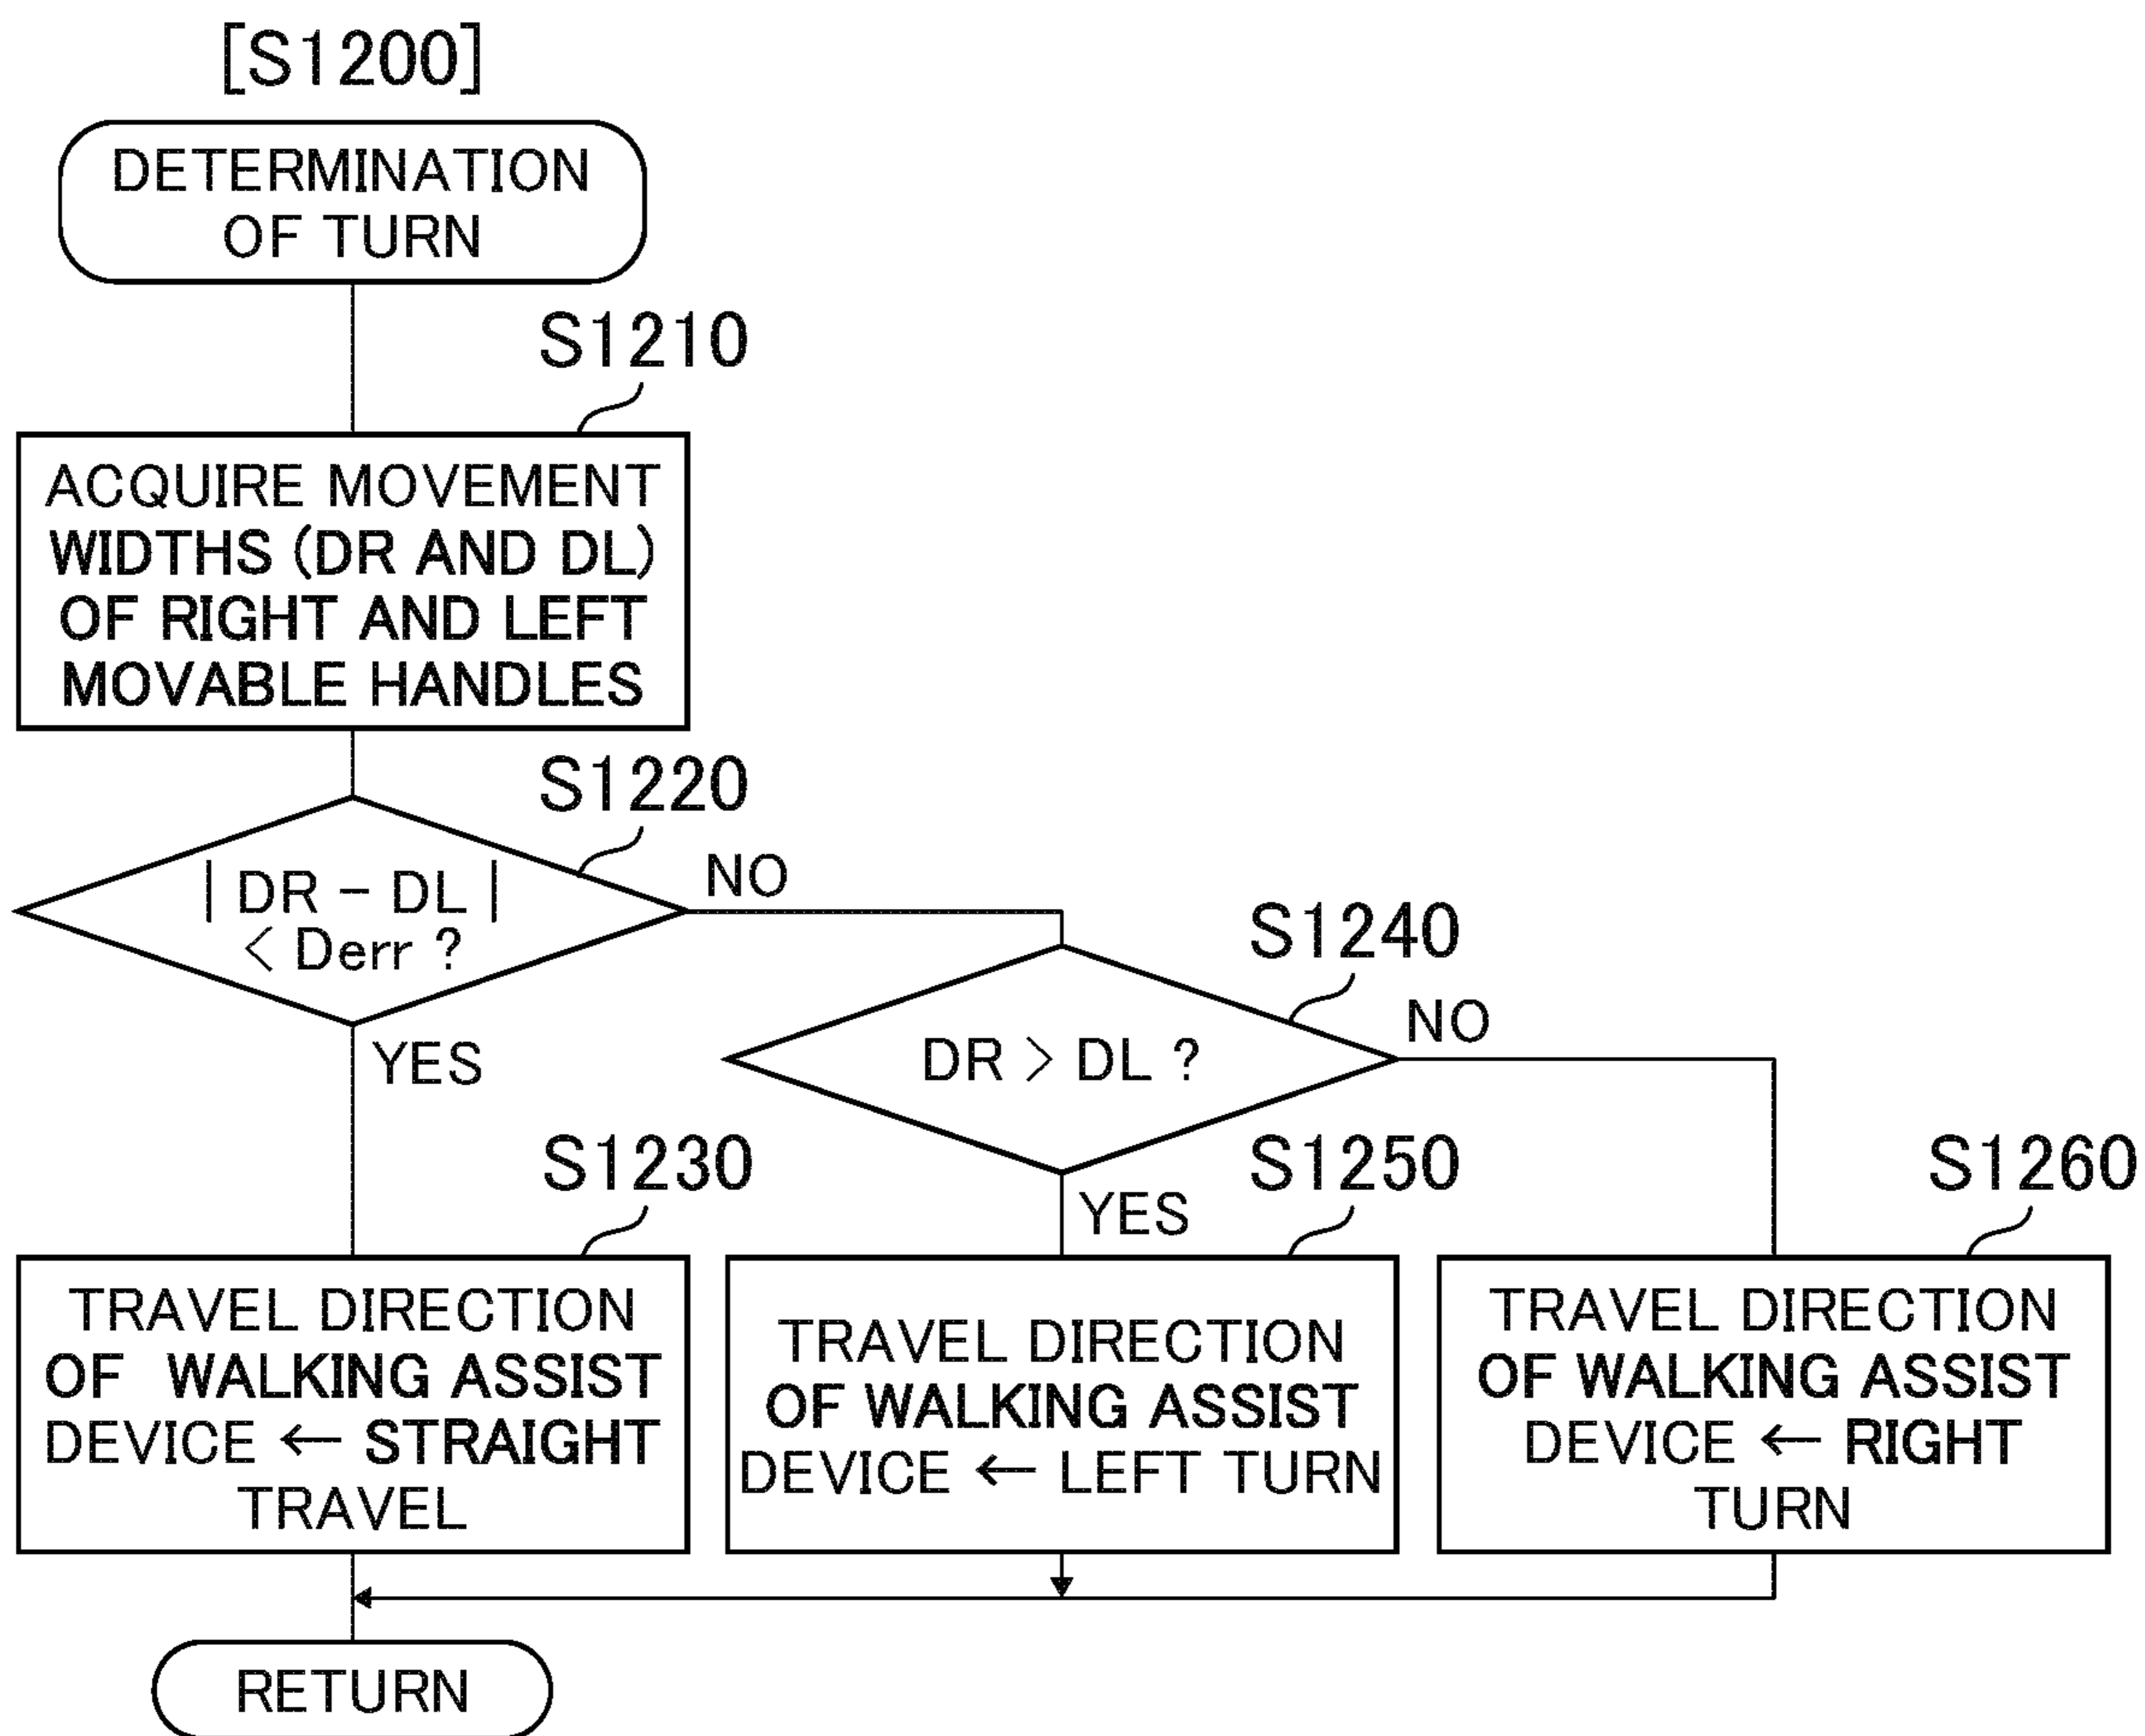 [S1200]
DETERMINATION
OF TURN
S1210
ACQUIRE MOVEMENT
WIDTHS (DR AND DL)
OF RIGHT AND LEFT
MOVABLE HANDLES
S1220
| DR − DL |
< Derr ?
NO
YES
S1240
DR > DL ?
NO
YES
S1230
TRAVEL DIRECTION
OF WALKING ASSIST
DEVICE ← STRAIGHT
TRAVEL
S1250
TRAVEL DIRECTION
OF WALKING ASSIST
DEVICE ← LEFT TURN
S1260
TRAVEL DIRECTION
OF WALKING ASSIST
DEVICE ← RIGHT
TURN
RETURN